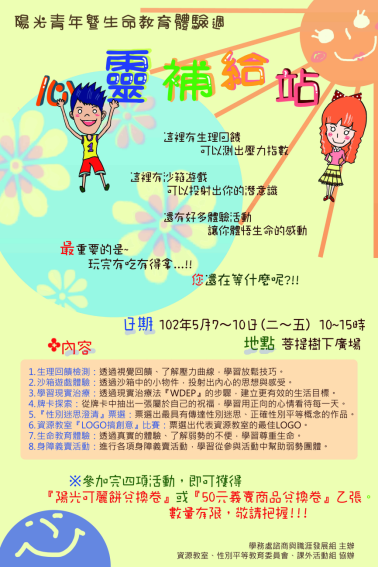 陽光青年暨生命教育體驗週
心靈補給站
這裡有生理回饋
可以測出壓力指數
這裡有沙箱遊戲
可以投射出你的潛意識
還有好多體驗活動
讓你體悟生命的感動
最重要的是~
玩完有吃有得拿...!!
您還在等什麼呢?!!
日期 102年5月7~10日(二~五) 10~15時
❖內容 地點 菩提樹下廣場
1.生理回饋檢測：透過視覺回饋，了解壓力曲線，學習放鬆技巧。
2.沙箱遊戲體驗：透過沙箱中的小物件，投射出內心的思想與感受。
3.學習現實治療：透過現實治療法『WDEP』的步驟，建立更有效的生活目標。
4.牌卡探索：從牌卡中抽出一張屬於自己的祝福，學習用正向的心情看待每一天。
5.『性別迷思澄清』票選：票選出最具有傳達性別迷思、正確性別平等概念的作品。
6.資源教室『LOGO搞創意』比賽：票選出代表資源教室的最佳LOGO。
7.生命教育體驗：透過真實的體驗，了解弱勢的不便，學習尊重生命。
8.身障義賣活動：進行各項身障義賣活動，學習從參與活動中幫助弱勢團體。
※參加完四項活動，即可獲得
『陽光可麗餅兌換卷』或『50元義賣商品兌換卷』乙張。
數量有限，敬請把握!!!
學務處諮商與職涯發展組 主辦
資源教室、性別平等教育委員會、課外活動組 協辦